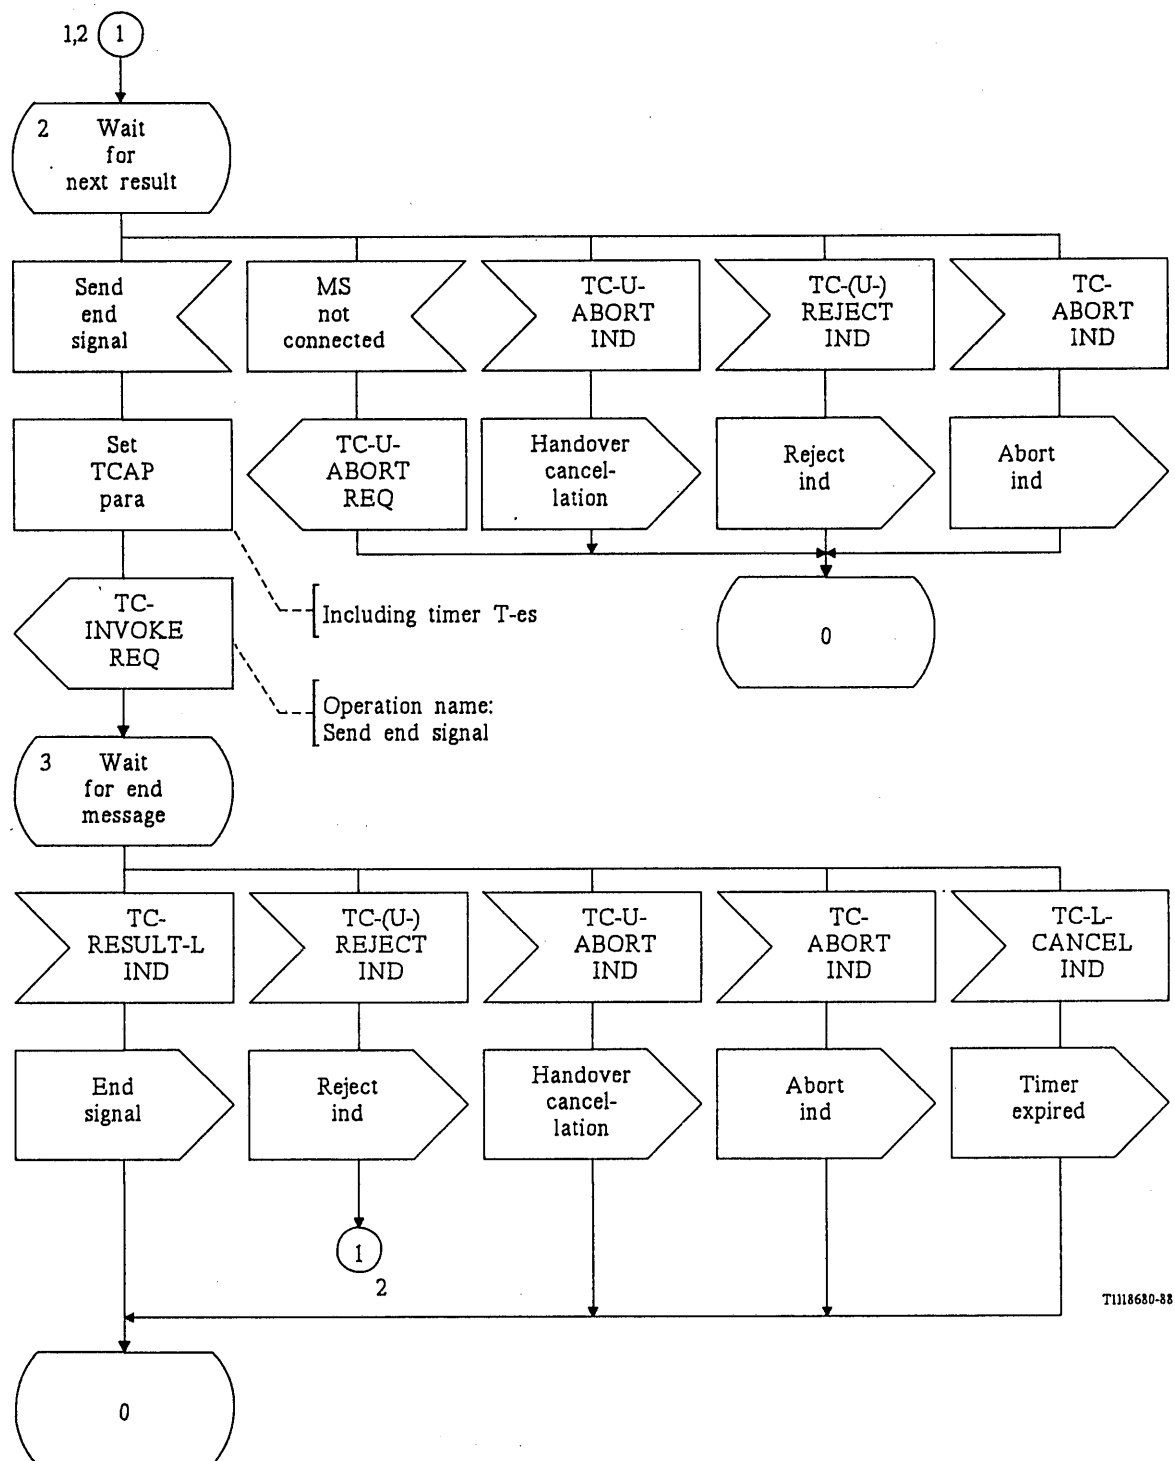 1,2 1
2 Wait
for
next result
Send
end
signal
MS
not
connected
TC-U-
ABORT
IND
TC-(U-)
REJECT
IND
TC-
ABORT
IND
Set
TCAP
para
TC-U-
ABORT
REQ
Handover
cancel-
lation
Reject
ind
Abort
ind
TC-
INVOKE
REQ
Including timer T-es
0
Operation name:
Send end signal
3 Wait
for end
message
TC-
RESULT-L
IND
TC-(U-)
REJECT
IND
TC-U-
ABORT
IND
TC-
ABORT
IND
TC-L-
CANCEL
IND
End
signal
Reject
ind
Handover
cancel-
lation
Abort
ind
Timer
expired
1
2
T1118680-88
0